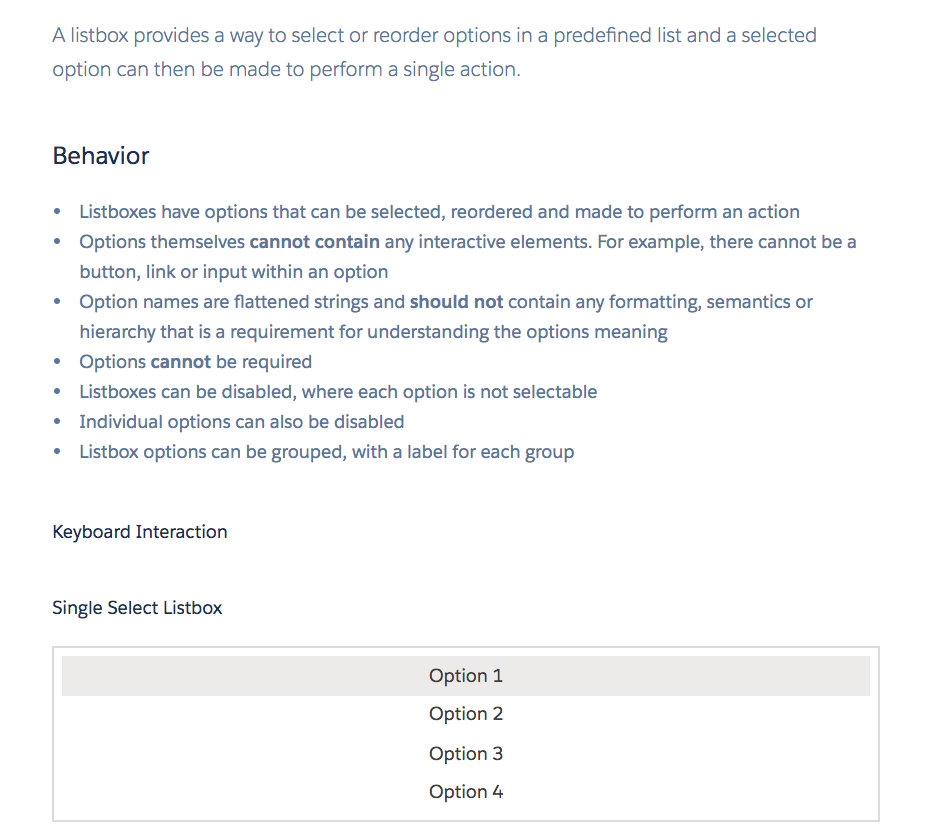 A listbox provides a way to select or reorder options in a predefined list and a selected
option can then be made to perform a single action.
Behavior
• Listboxes have options that can be selected, reordered and made to perform an action
• Options themselves cannot contain any interactive elements. For example, there cannot be a
button, link or input within an option
• Option names are flattened strings and should not contain any formatting, semantics or
hierarchy that is a requirement for understanding the options meaning
• Options cannot be required
• Listboxes can be disabled, where each option is not selectable
• Individual options can also be disabled
• Listbox options can be grouped, with a label for each group
Keyboard Interaction
Single Select Listbox
Option 1
Option 2
Option 3
Option 4